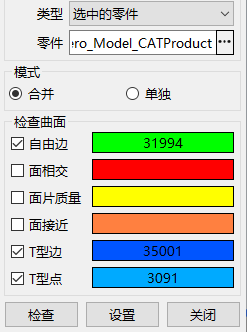 类型 选中的零件
零件 ero_Model_CATProduct ...
模式
合并 单独
检查曲面
自由边 31994
面相交
面片质量
面接近
T型边 35001
T型点 3091
检查 设置 关闭